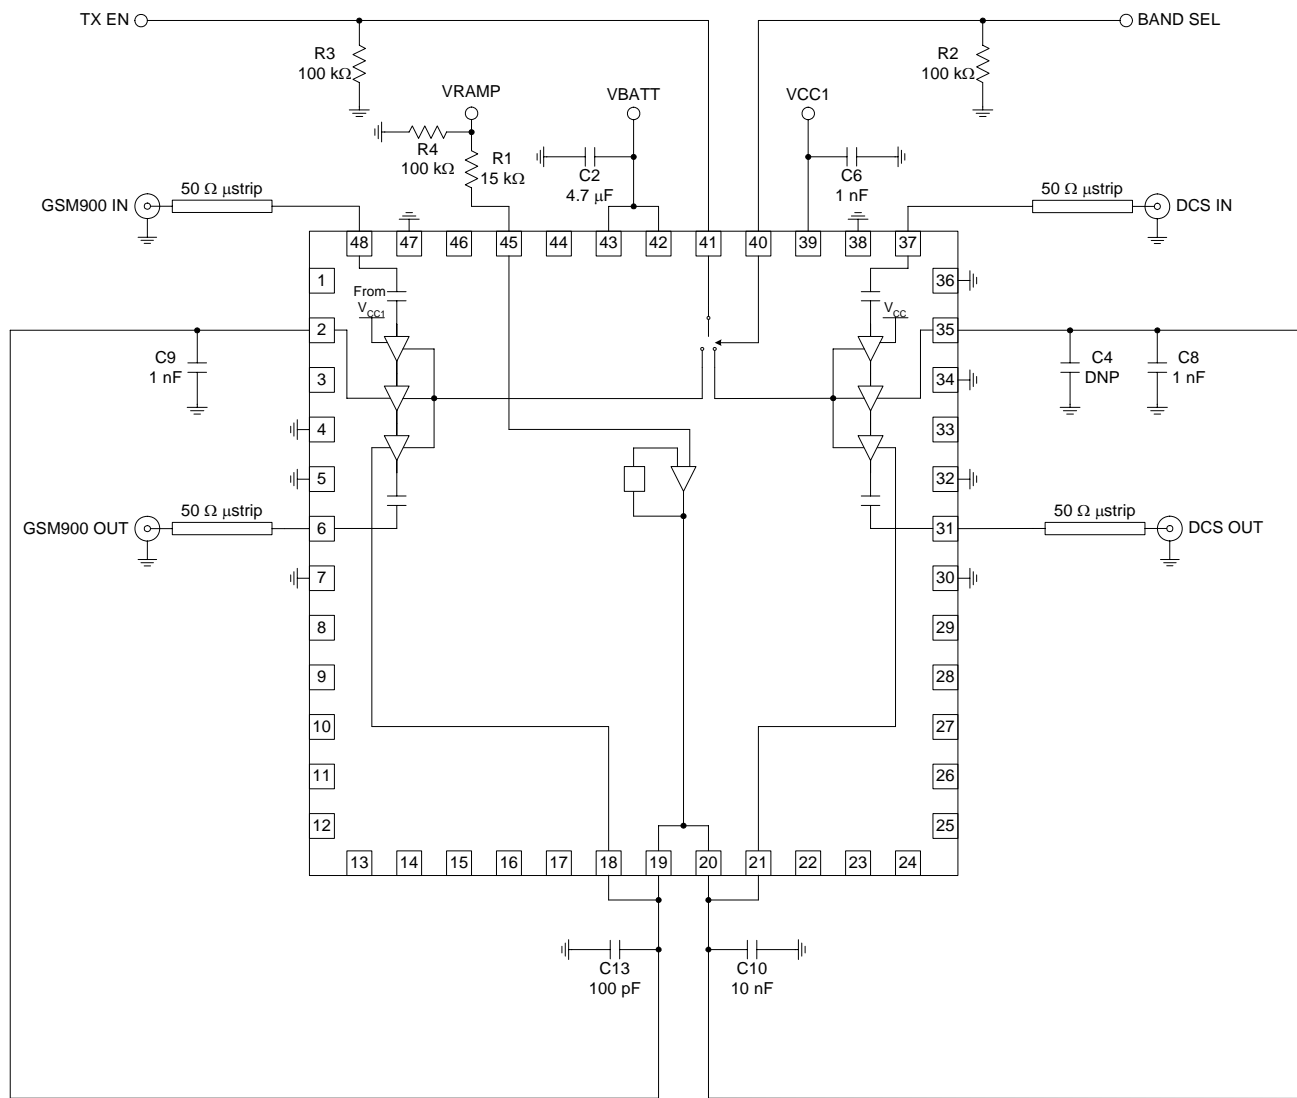 TX EN
BAND SEL
R3
100 kΩ
R2
100 kΩ
VRAMP
VBATT
VCC1
R4
100 kΩ
R1
15 kΩ
C2
4.7 μF
C6
1 nF
GSM900 IN
50 Ω μstrip
50 Ω μstrip
DCS IN
48
47
46
45
44
43
42
41
40
39
38
37
1
2
3
4
5
6
7
8
9
10
11
12
From
VCC1
VCC
36
35
34
33
32
31
30
29
28
27
26
25
C9
1 nF
C4
DNP
C8
1 nF
GSM900 OUT
50 Ω μstrip
50 Ω μstrip
DCS OUT
13
14
15
16
17
18
19
20
21
22
23
24
C13
100 pF
C10
10 nF